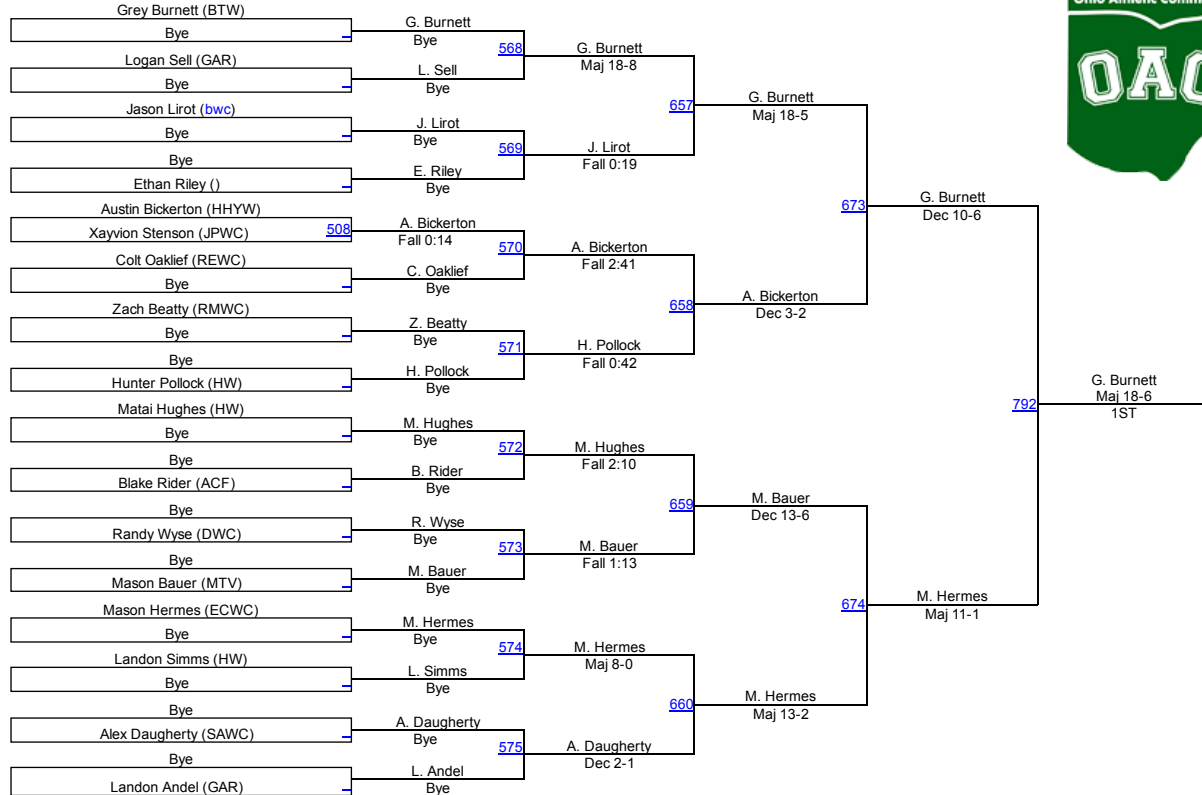 Grey Burnett (BTW)
Bye
Logan Sell (GAR)
Bye
Jason Lirot (bwc)
Bye
Bye
Ethan Riley ()
Austin Bickerton (HHYW)
Xayvion Stenson (JPWC)
508
Colt Oaklief (REWC)
Bye
Zach Beatty (RMWC)
Bye
Bye
Hunter Pollock (HW)
Matai Hughes (HW)
Bye
Bye
Blake Rider (ACF)
Bye
Randy Wyse (DWC)
Bye
Mason Bauer (MTV)
Mason Hermes (ECWC)
Bye
Landon Simms (HW)
Bye
Bye
Alex Daugherty (SAWC)
Bye
Landon Andel (GAR)
G. Burnett
Bye
568
L. Sell
Bye
J. Lirot
Bye
569
E. Riley
Bye
A. Bickerton
Fall 0:14
570
C. Oaklief
Bye
Z. Beatty
Bye
571
H. Pollock
Bye
M. Hughes
Bye
572
B. Rider
Bye
R. Wyse
Bye
573
M. Bauer
Bye
M. Hermes
Bye
574
L. Simms
Bye
A. Daugherty
Bye
575
L. Andel
Bye
G. Burnett
Maj 18-8
657
J. Lirot
Fall 0:19
A. Bickerton
Fall 2:41
658
H. Pollock
Fall 0:42
M. Hughes
Fall 2:10
659
M. Bauer
Fall 1:13
M. Hermes
Maj 8-0
660
A. Daugherty
Dec 2-1
G. Burnett
Maj 18-5
673
A. Bickerton
Dec 3-2
M. Bauer
Dec 13-6
674
M. Hermes
Maj 13-2
G. Burnett
Dec 10-6
792
M. Hermes
Maj 11-1
G. Burnett
Maj 18-6
1ST
OAC